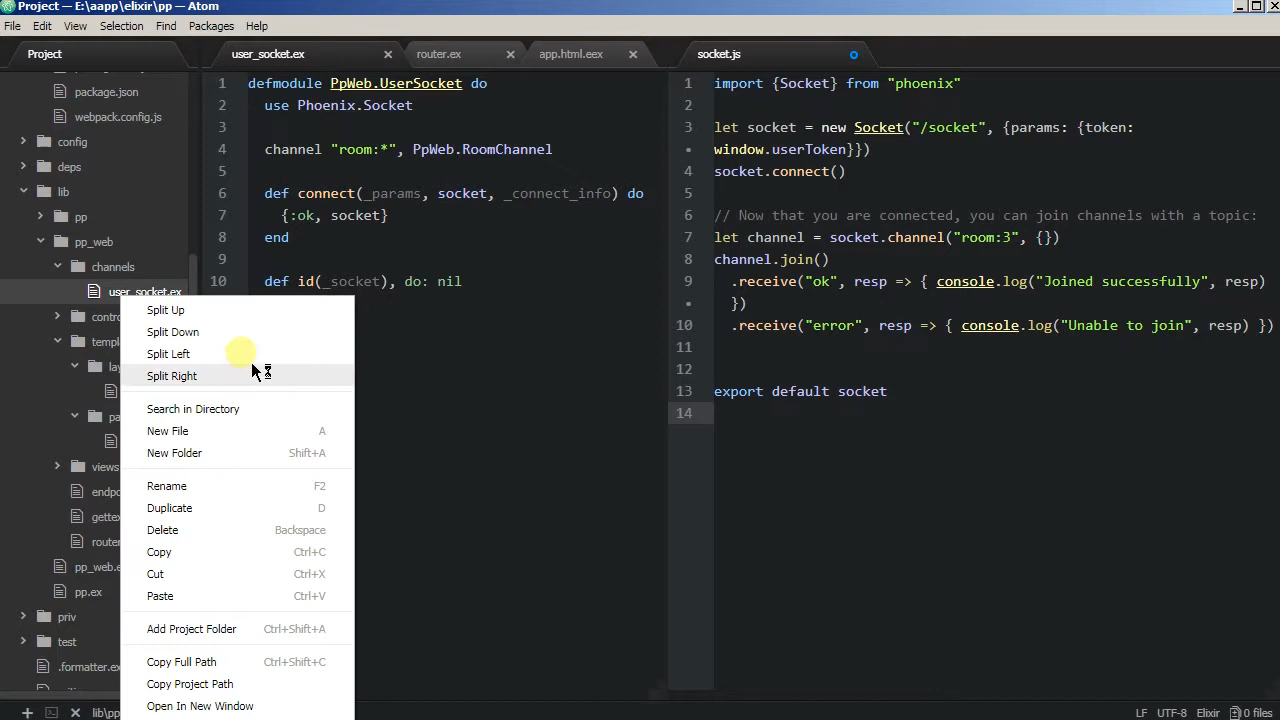 Project — E:\aapp\elixir\pp — Atom
File Edit View Selection Find Packages Help
Project
package.json
webpack.config.js
config
deps
lib
pp
pp_web
channels
user_socket.ex
views
pp_web.e
pp.ex
priv
test
.formatter.ex
user_socket.ex
router.ex
app.html.eex
1 defmodule PpWeb.UserSocket do
2 use Phoenix.Socket
3
4 channel "room:*", PpWeb.RoomChannel
5
6 def connect(_params, socket, _connect_info) do
7 {:ok, socket}
8 end
9
10 def id(_socket), do: nil
socket.js
1 import {Socket} from "phoenix"
2
3 let socket = new Socket("/socket", {params: {token:
• window.userToken}})
4 socket.connect()
5
6 // Now that you are connected, you can join channels with a topic:
7 let channel = socket.channel("room:3", {})
8 channel.join()
9 .receive("ok", resp => { console.log("Joined successfully", resp)
• })
10 .receive("error", resp => { console.log("Unable to join", resp) })
11
12
13 export default socket
14
Split Up
Split Down
Split Left
Split Right
Search in Directory
New File A
New Folder Shift+A
Rename F2
Duplicate D
Delete Backspace
Copy Ctrl+C
Cut Ctrl+X
Paste Ctrl+V
Add Project Folder Ctrl+Shift+A
Copy Full Path Ctrl+Shift+C
Copy Project Path
Open In New Window
lib\pp
LF UTF-8 Elixir 0 files